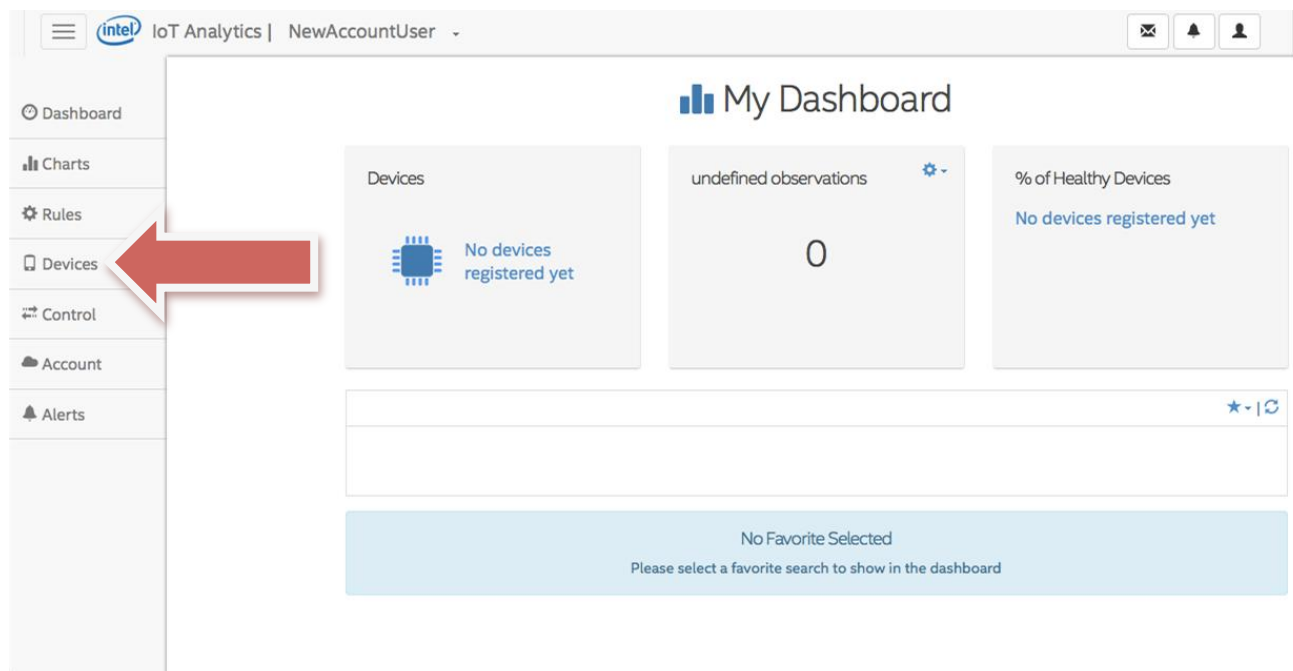 intel IoT Analytics | NewAccountUser
Dashboard
Charts
Rules
Devices
Control
Account
Alerts
My Dashboard
Devices
No devices
registered yet
undefined observations
0
% of Healthy Devices
No devices registered yet
|
No Favorite Selected
Please select a favorite search to show in the dashboard